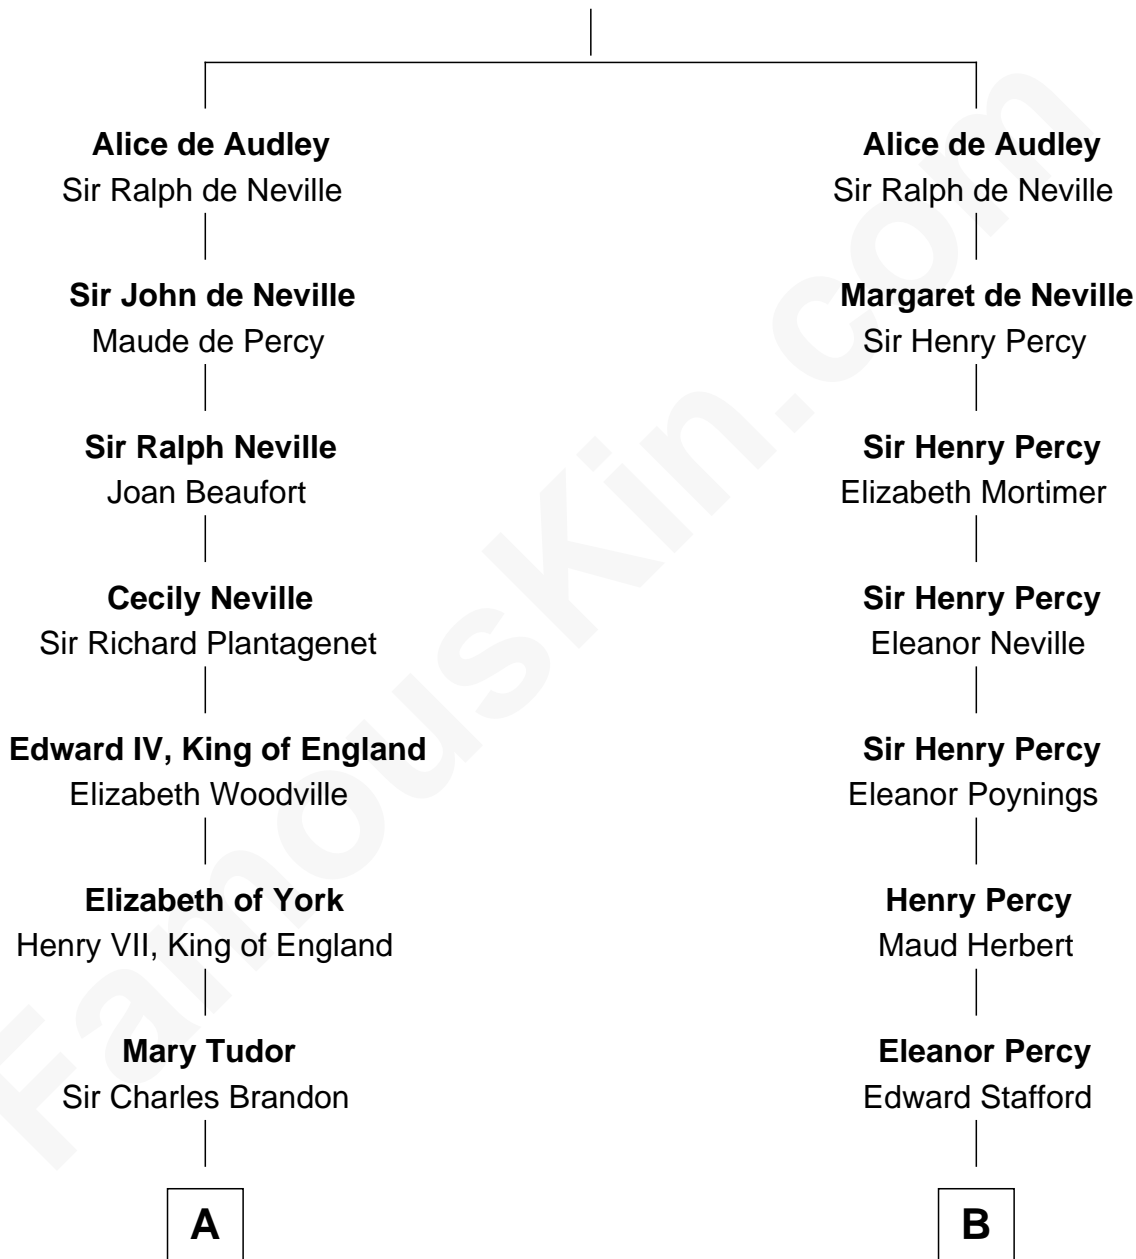 Alice de Audley
Sir Ralph de Neville
Sir John de Neville
Maude de Percy
Sir Ralph Neville
Joan Beaufort
Cecily Neville
Sir Richard Plantagenet
Edward IV, King of England
Elizabeth Woodville
Elizabeth of York
Henry VII, King of England
Mary Tudor
Sir Charles Brandon
A
Alice de Audley
Sir Ralph de Neville
Margaret de Neville
Sir Henry Percy
Sir Henry Percy
Elizabeth Mortimer
Sir Henry Percy
Eleanor Neville
Sir Henry Percy
Eleanor Poynings
Henry Percy
Maud Herbert
Eleanor Percy
Edward Stafford
B
FamousKin.com